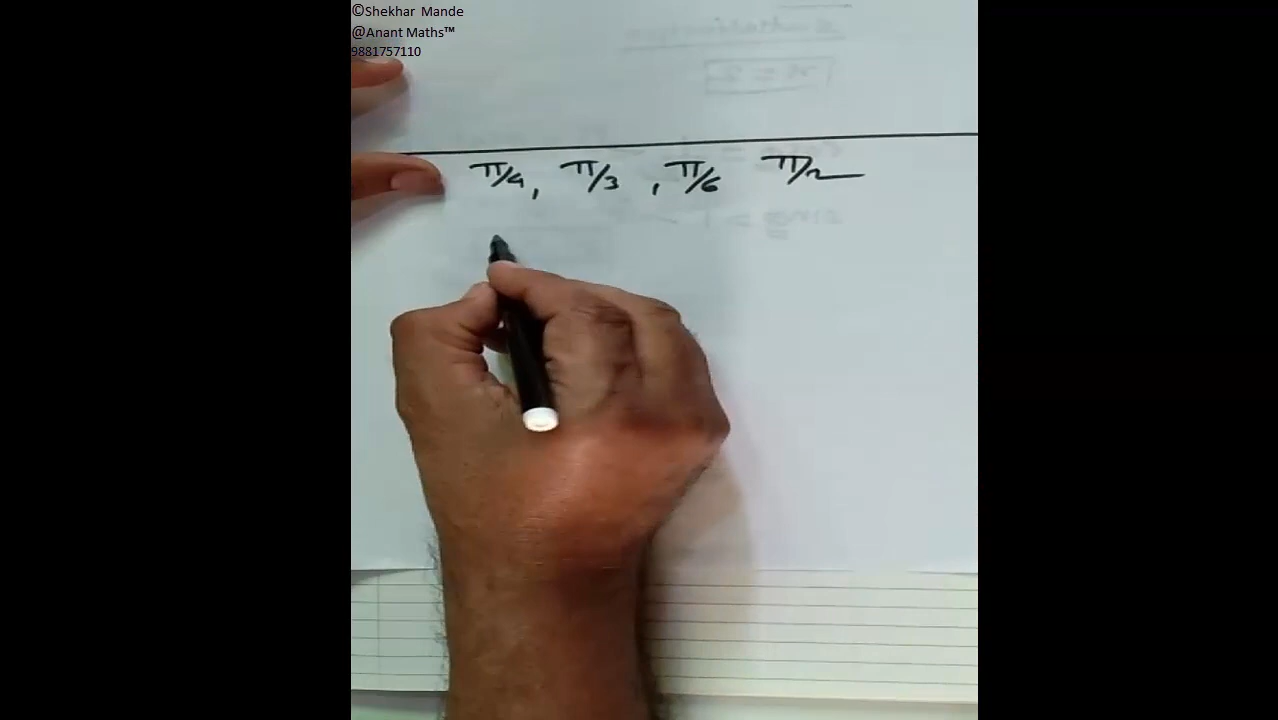 ©Shekhar Mande
@Anant Maths™
9881757110
π/4, π/3 , π/6 π/2